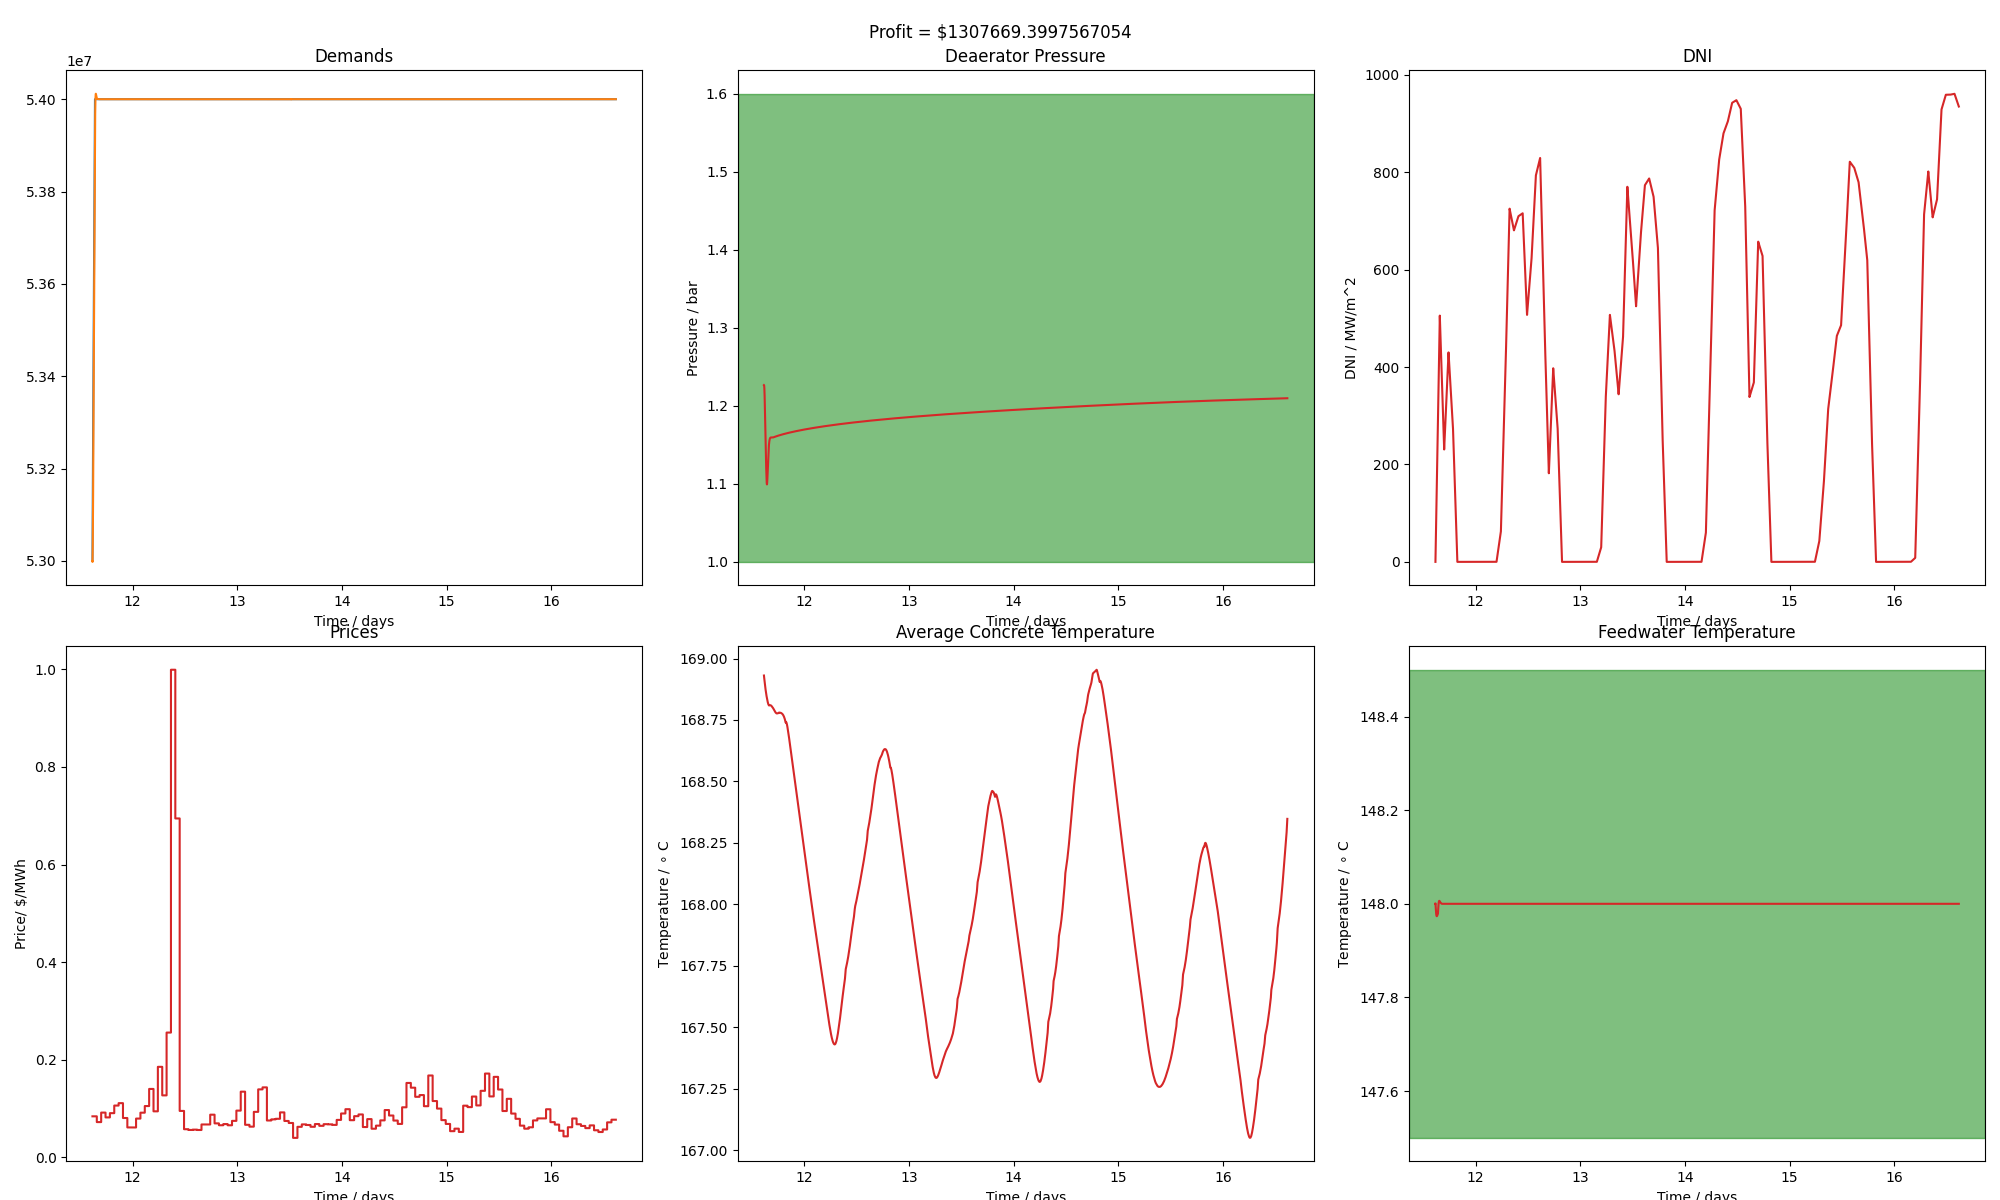 Profit = $1307669.3997567054
Demands
1e7
5.40
5.38
5.36
5.34
5.32
5.30
12 13 14 15 16
Time / days
Deaerator Pressure
Pressure / bar
1.6
1.5
1.4
1.3
1.2
1.1
1.0
12 13 14 15 16
Time / days
DNI
DNI / MW/m^2
1000
800
600
400
200
0
12 13 14 15 16
Time / days
Prices
Price/ $/MWh
1.0
0.8
0.6
0.4
0.2
0.0
12 13 14 15 16
Time / days
Average Concrete Temperature
Temperature / ∘ C
169.00
168.75
168.50
168.25
168.00
167.75
167.50
167.25
167.00
12 13 14 15 16
Time / days
Feedwater Temperature
Temperature / ∘ C
148.4
148.2
148.0
147.8
147.6
12 13 14 15 16
Time / days